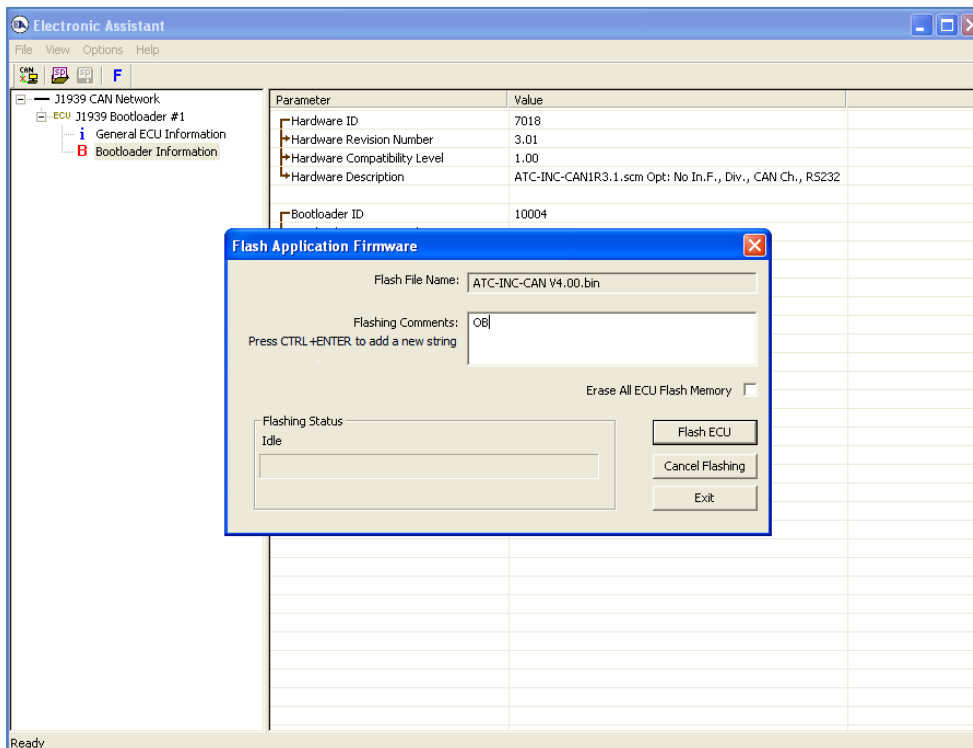 Electronic Assistant
File View Options Help
CAN SP SP F
J1939 CAN Network
ECU J1939 Bootloader #1
i General ECU Information
B Bootloader Information
Parameter Value
Hardware ID 7018
Hardware Revision Number 3.01
Hardware Compatibility Level 1.00
Hardware Description ATC-INC-CAN1R3.1.scm Opt: No In.F., Div., CAN Ch., RS232
Bootloader ID 10004
Flash Application Firmware
Flash File Name: ATC-INC-CAN V4.00.bin
Flashing Comments: OB
Press CTRL+ENTER to add a new string
Erase All ECU Flash Memory
Flashing Status
Idle
Flash ECU
Cancel Flashing
Exit
Ready